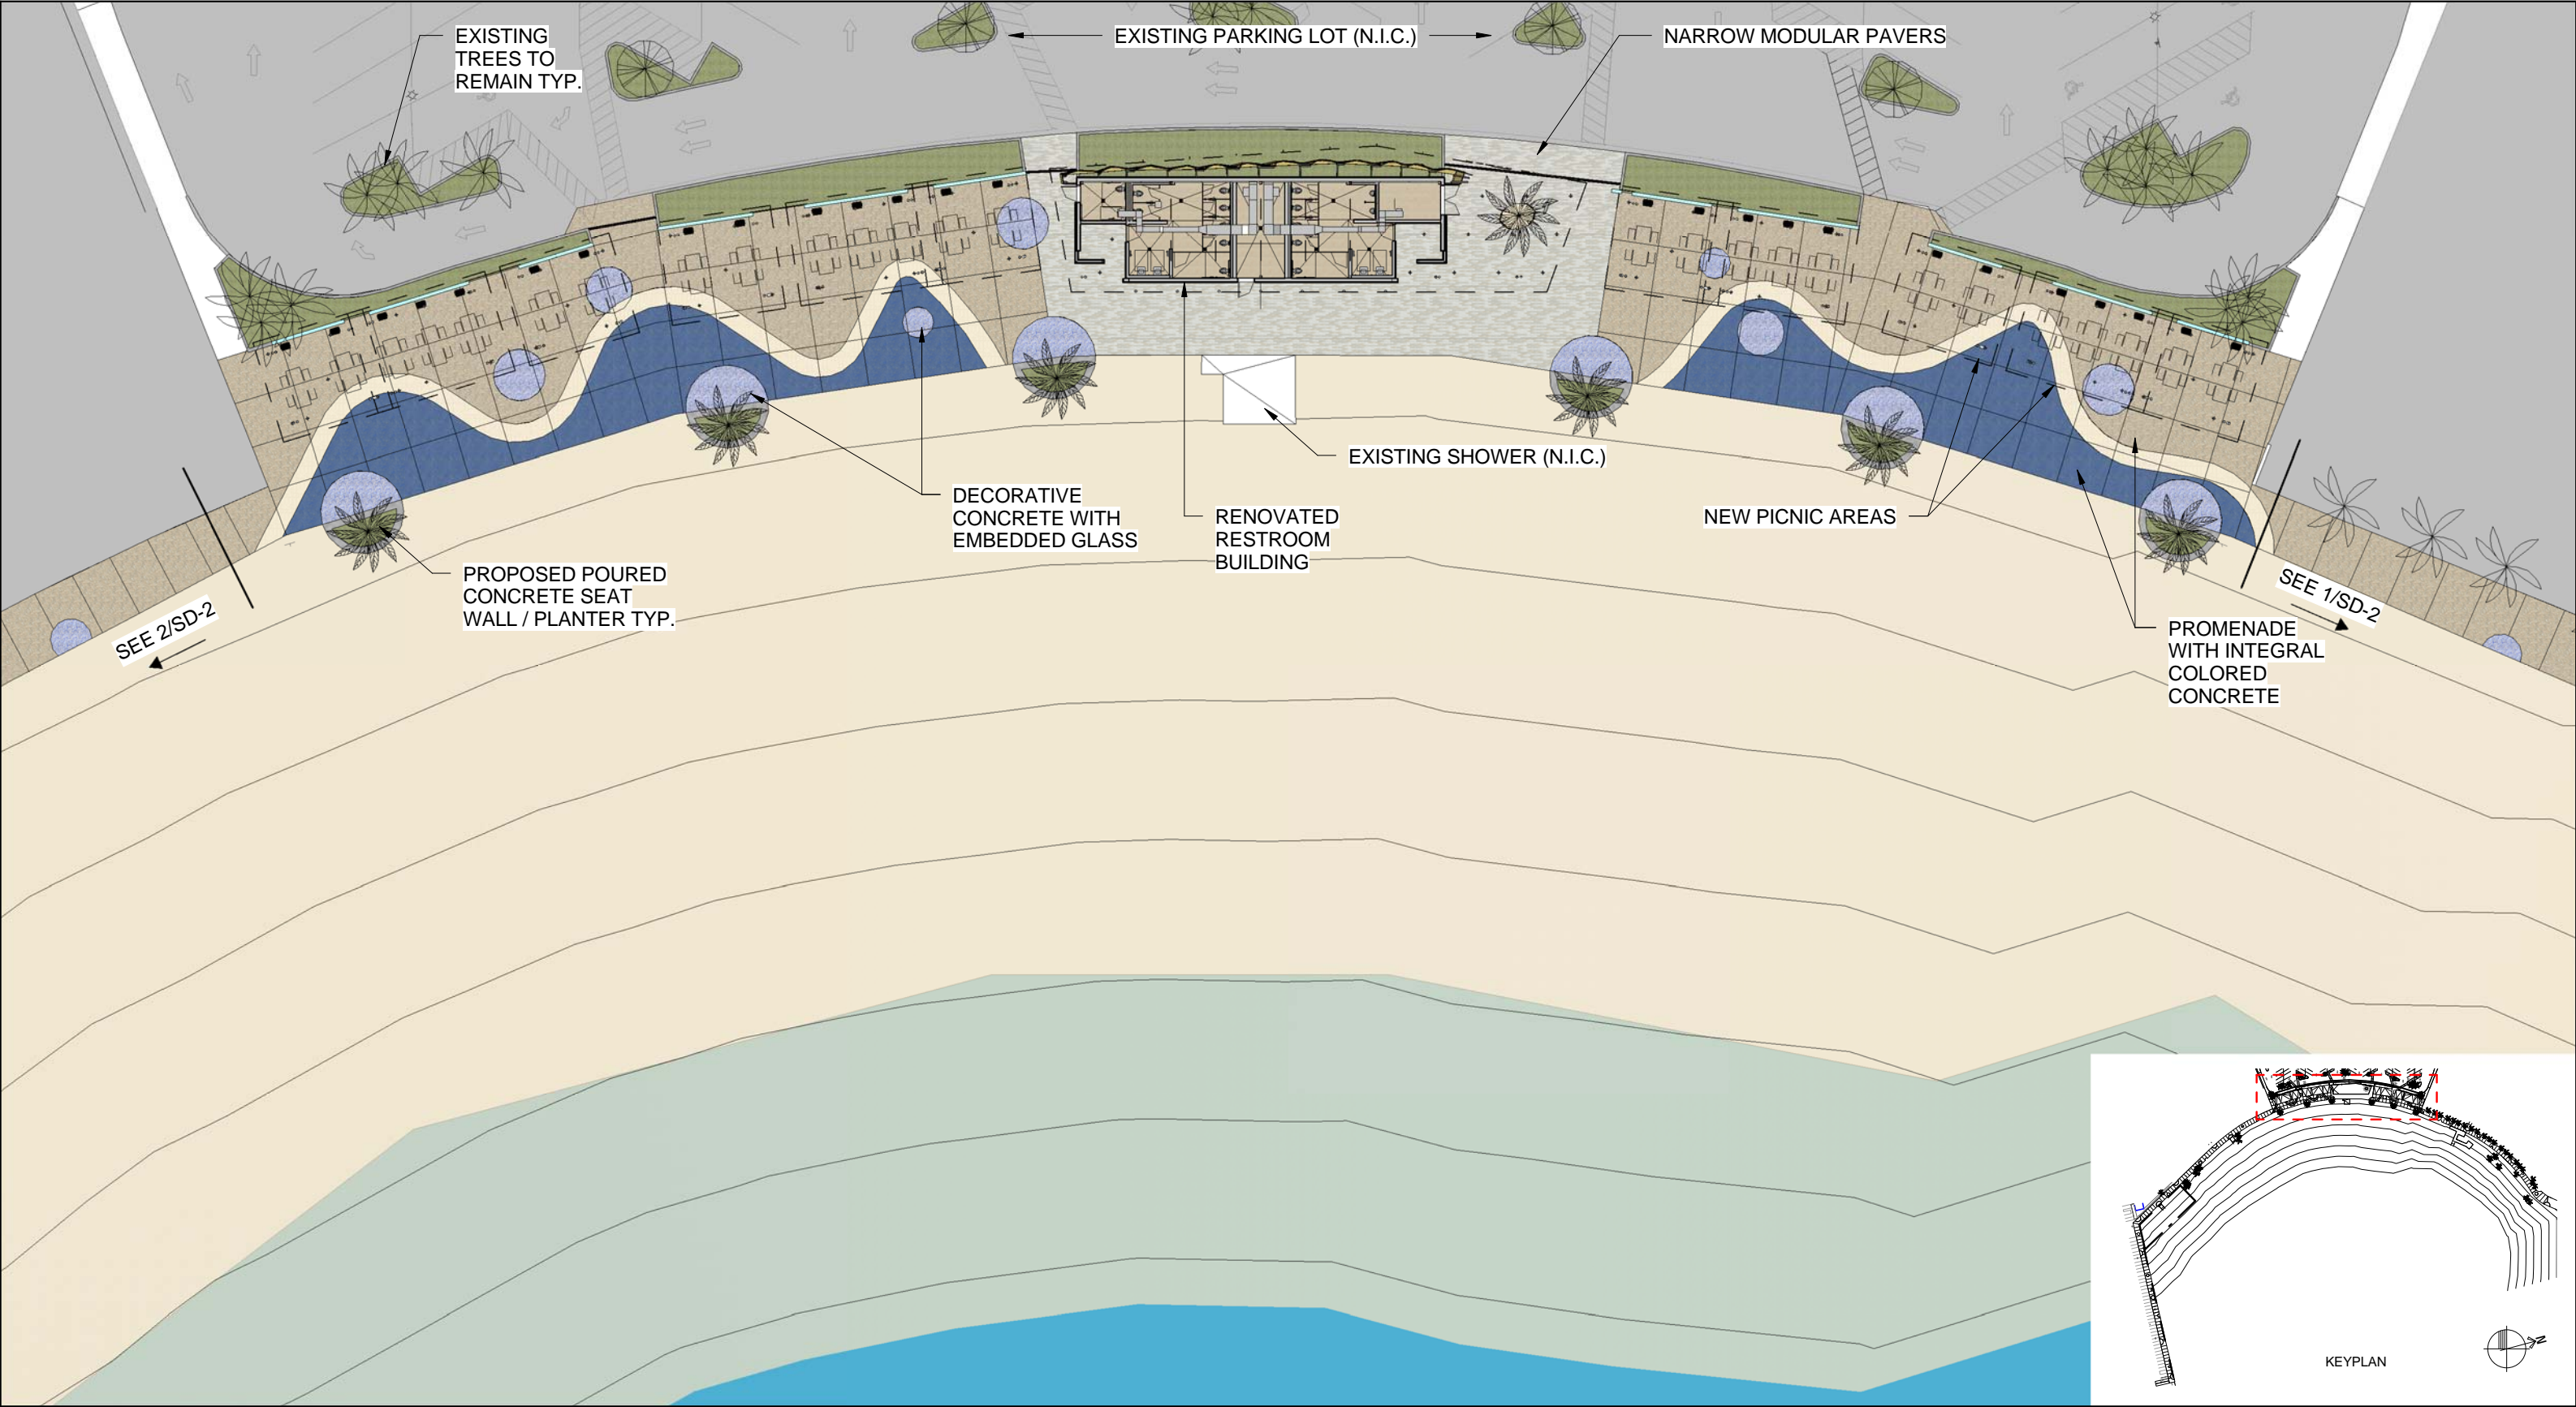 EXISTING
TREES TO
REMAIN TYP.
EXISTING PARKING LOT (N.I.C.)
NARROW MODULAR PAVERS
EXISTING SHOWER (N.I.C.)
DECORATIVE
CONCRETE WITH
EMBEDDED GLASS
RENOVATED
RESTROOM
BUILDING
NEW PICNIC AREAS
PROPOSED POURED
CONCRETE SEAT
WALL / PLANTER TYP.
SEE 2/SD-2
SEE 1/SD-2
PROMENADE
WITH INTEGRAL
COLORED
CONCRETE
N
KEYPLAN